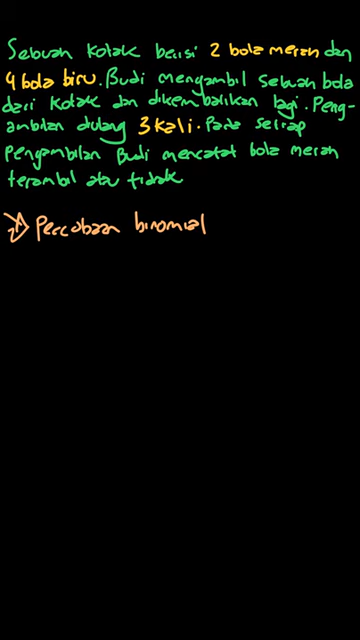 Sebuah kotak berisi 2 bola merah dan
4 bola biru. Budi mengambil sebuah bola
dari kotak dan dikembalikan lagi. Peng-
ambilan diulang 3 kali. Pada setiap
pengambilan Budi mencatat bola merah
terambil atau tidak
Percobaan binomial